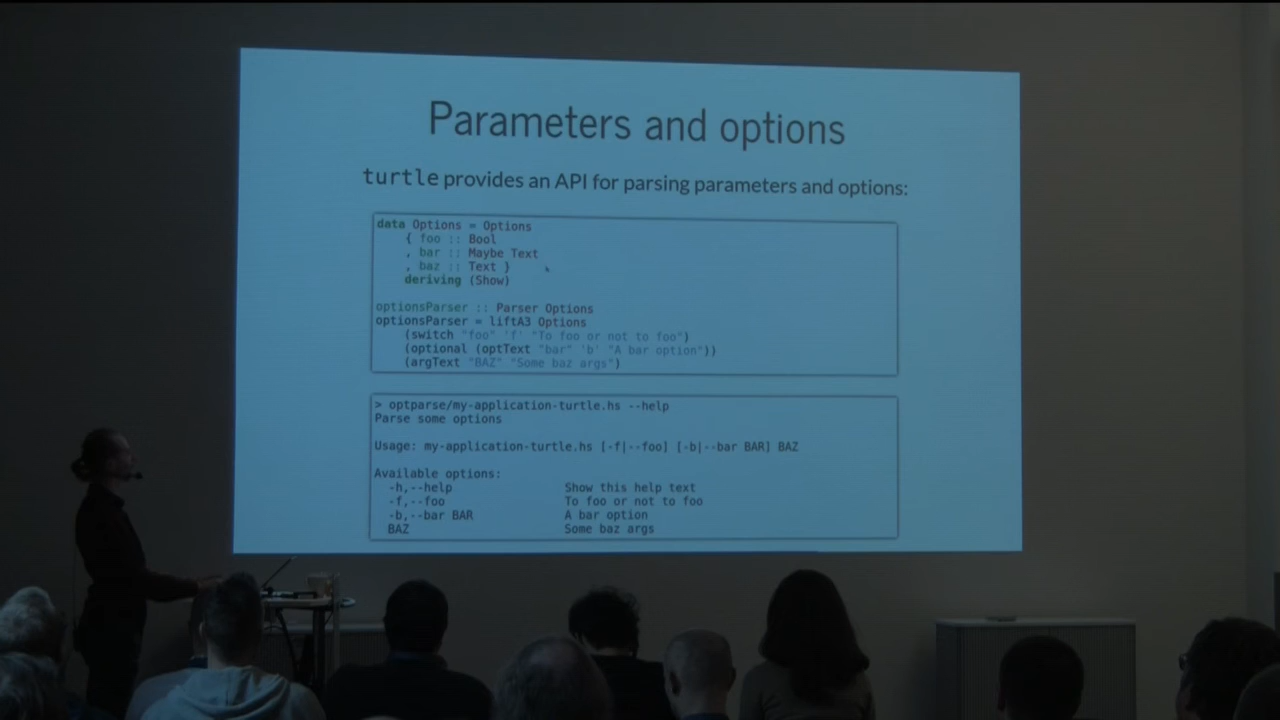 Parameters and options
turtle provides an API for parsing parameters and options:
data Options = Options
    { foo :: Bool
    , bar :: Maybe Text
    , baz :: Text }
    deriving (Show)
optionsParser :: Parser Options
optionsParser = liftA3 Options
    (switch "foo" 'f' "To foo or not to foo")
    (optional (optText "bar" 'b' "A bar option"))
    (argText "BAZ" "Some baz args")
> optparse/my-application-turtle.hs --help
Parse some options
Usage: my-application-turtle.hs [-f|--foo] [-b|--bar BAR] BAZ
Available options:
  -h,--help                Show this help text
  -f,--foo                 To foo or not to foo
  -b,--bar BAR             A bar option
  BAZ                      Some baz args